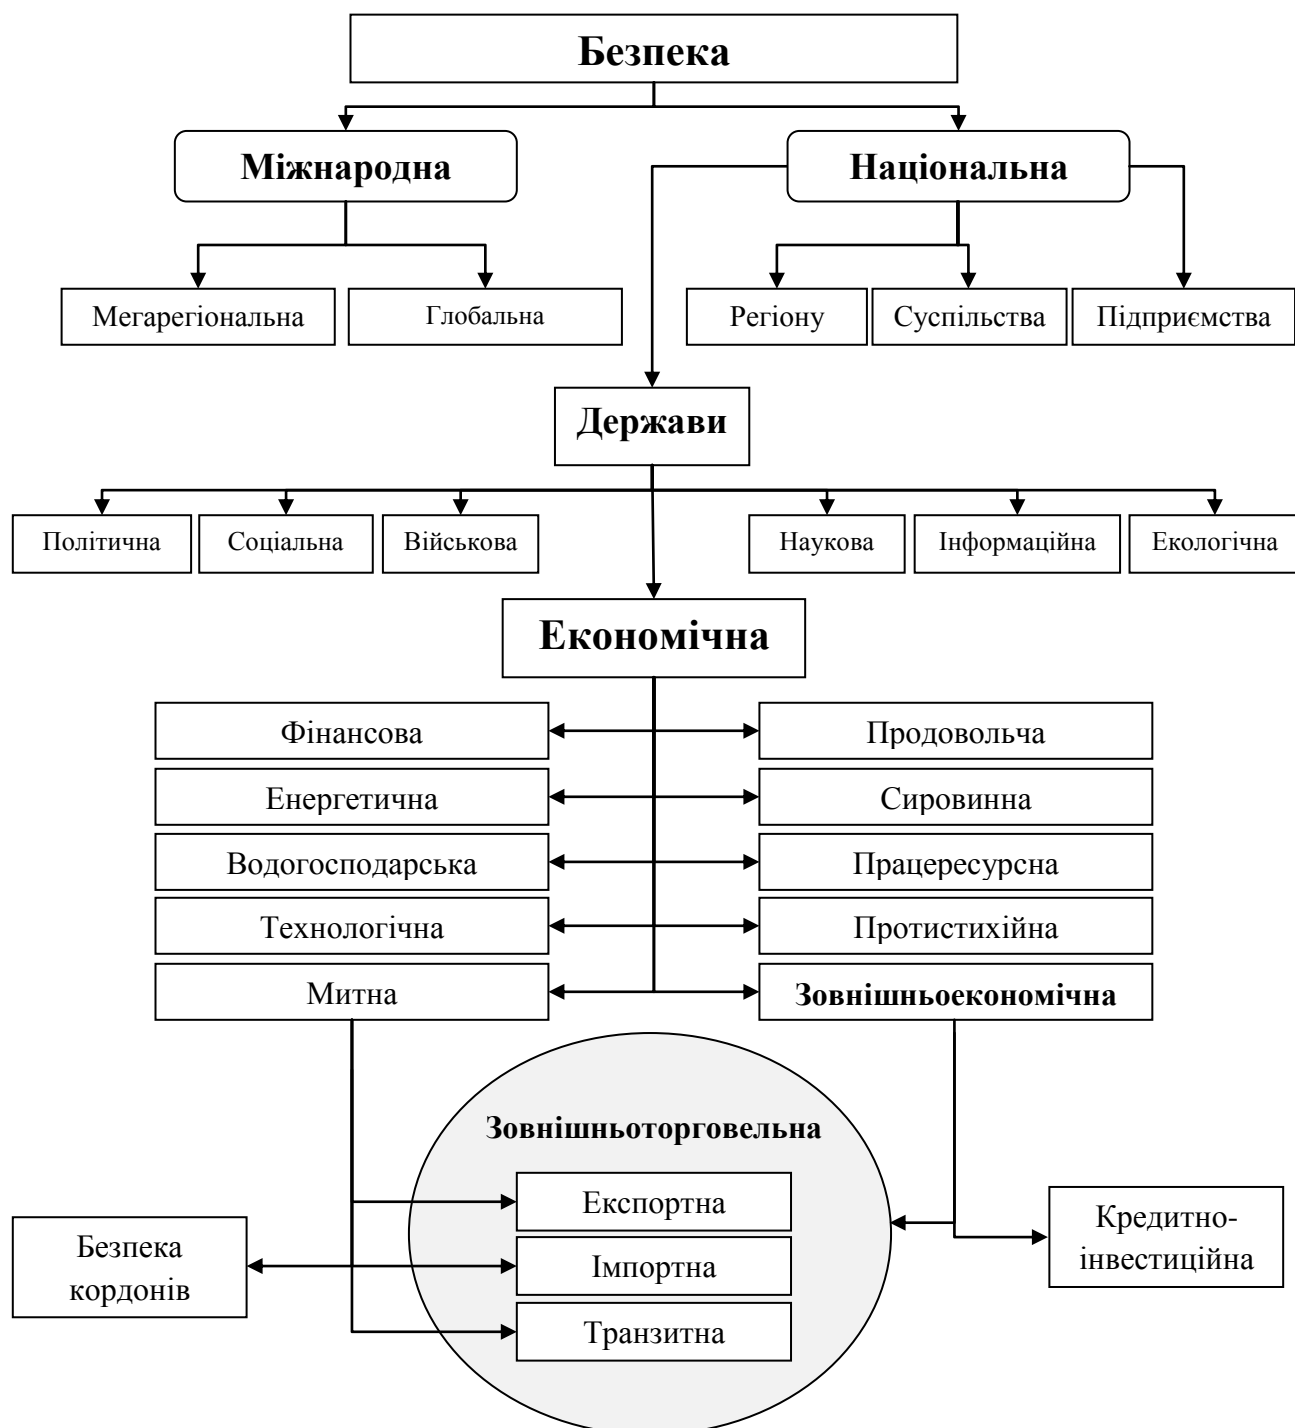 Безпека
Міжнародна
Національна
Мегарегіональна
Глобальна
Регіону
Суспільства
Підприємства
Держави
Політична
Соціальна
Військова
Наукова
Інформаційна
Екологічна
Економічна
Фінансова
Продовольча
Енергетична
Сировинна
Водогосподарська
Працересурсна
Технологічна
Протистихійна
Митна
Зовнішньоекономічна
Зовнішньоторговельна
Експортна
Імпортна
Транзитна
Безпека
кордонів
Кредитно-
інвестиційна